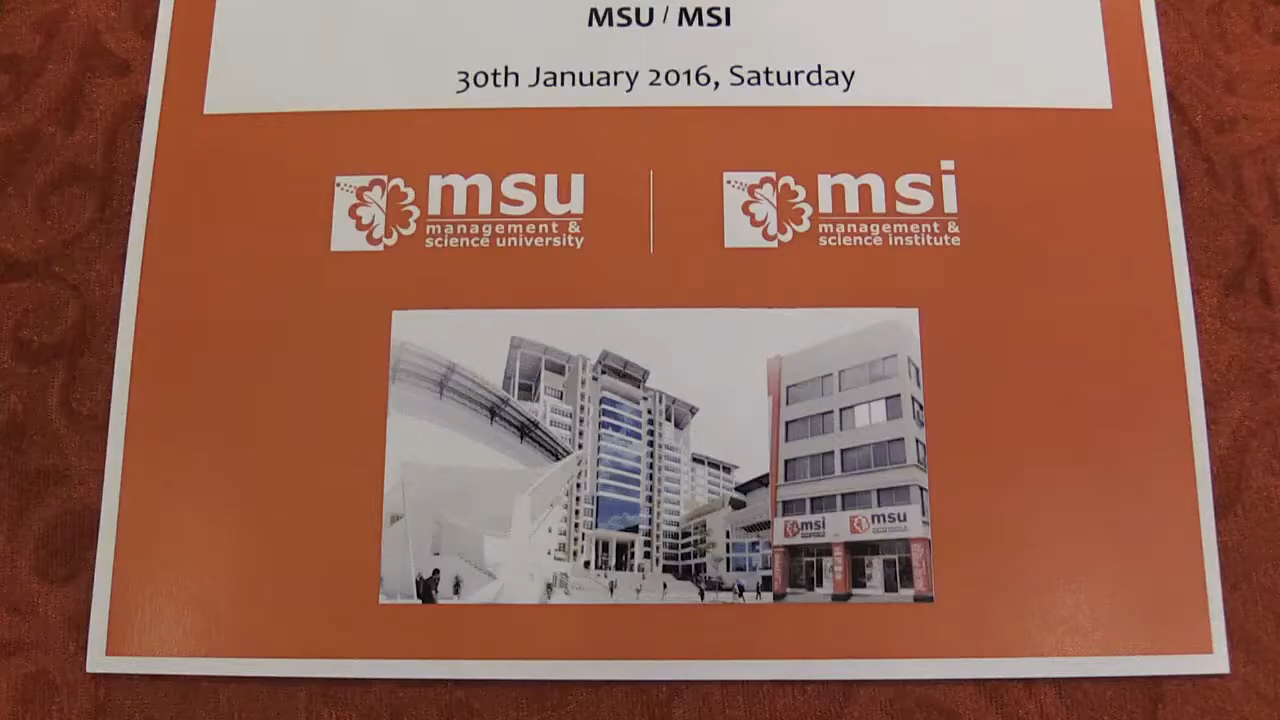 MSU / MSI
30th January 2016, Saturday
msu
management &
science university
msi
management &
science institute
msi
msu